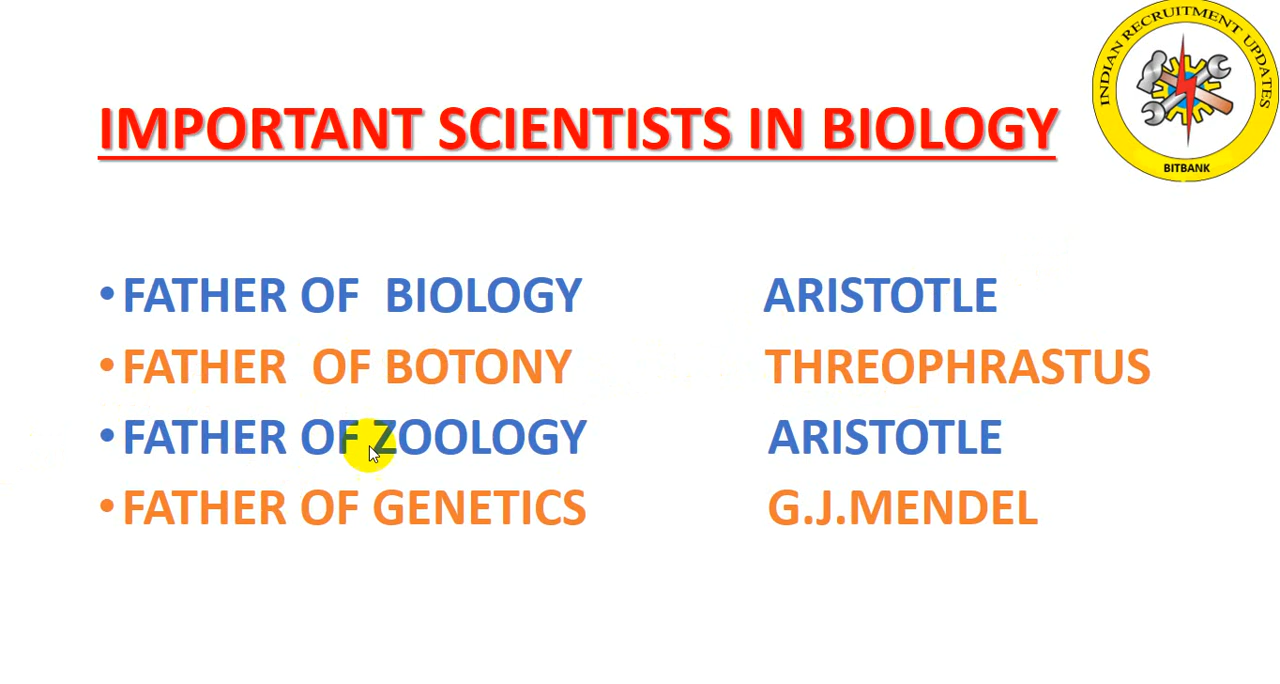 INDIAN RECRUITMENT UPDATES
BITBANK
IMPORTANT SCIENTISTS IN BIOLOGY
•FATHER OF BIOLOGY ARISTOTLE
•FATHER OF BOTONY THREOPHRASTUS
•FATHER OF ZOOLOGY ARISTOTLE
•FATHER OF GENETICS G.J.MENDEL